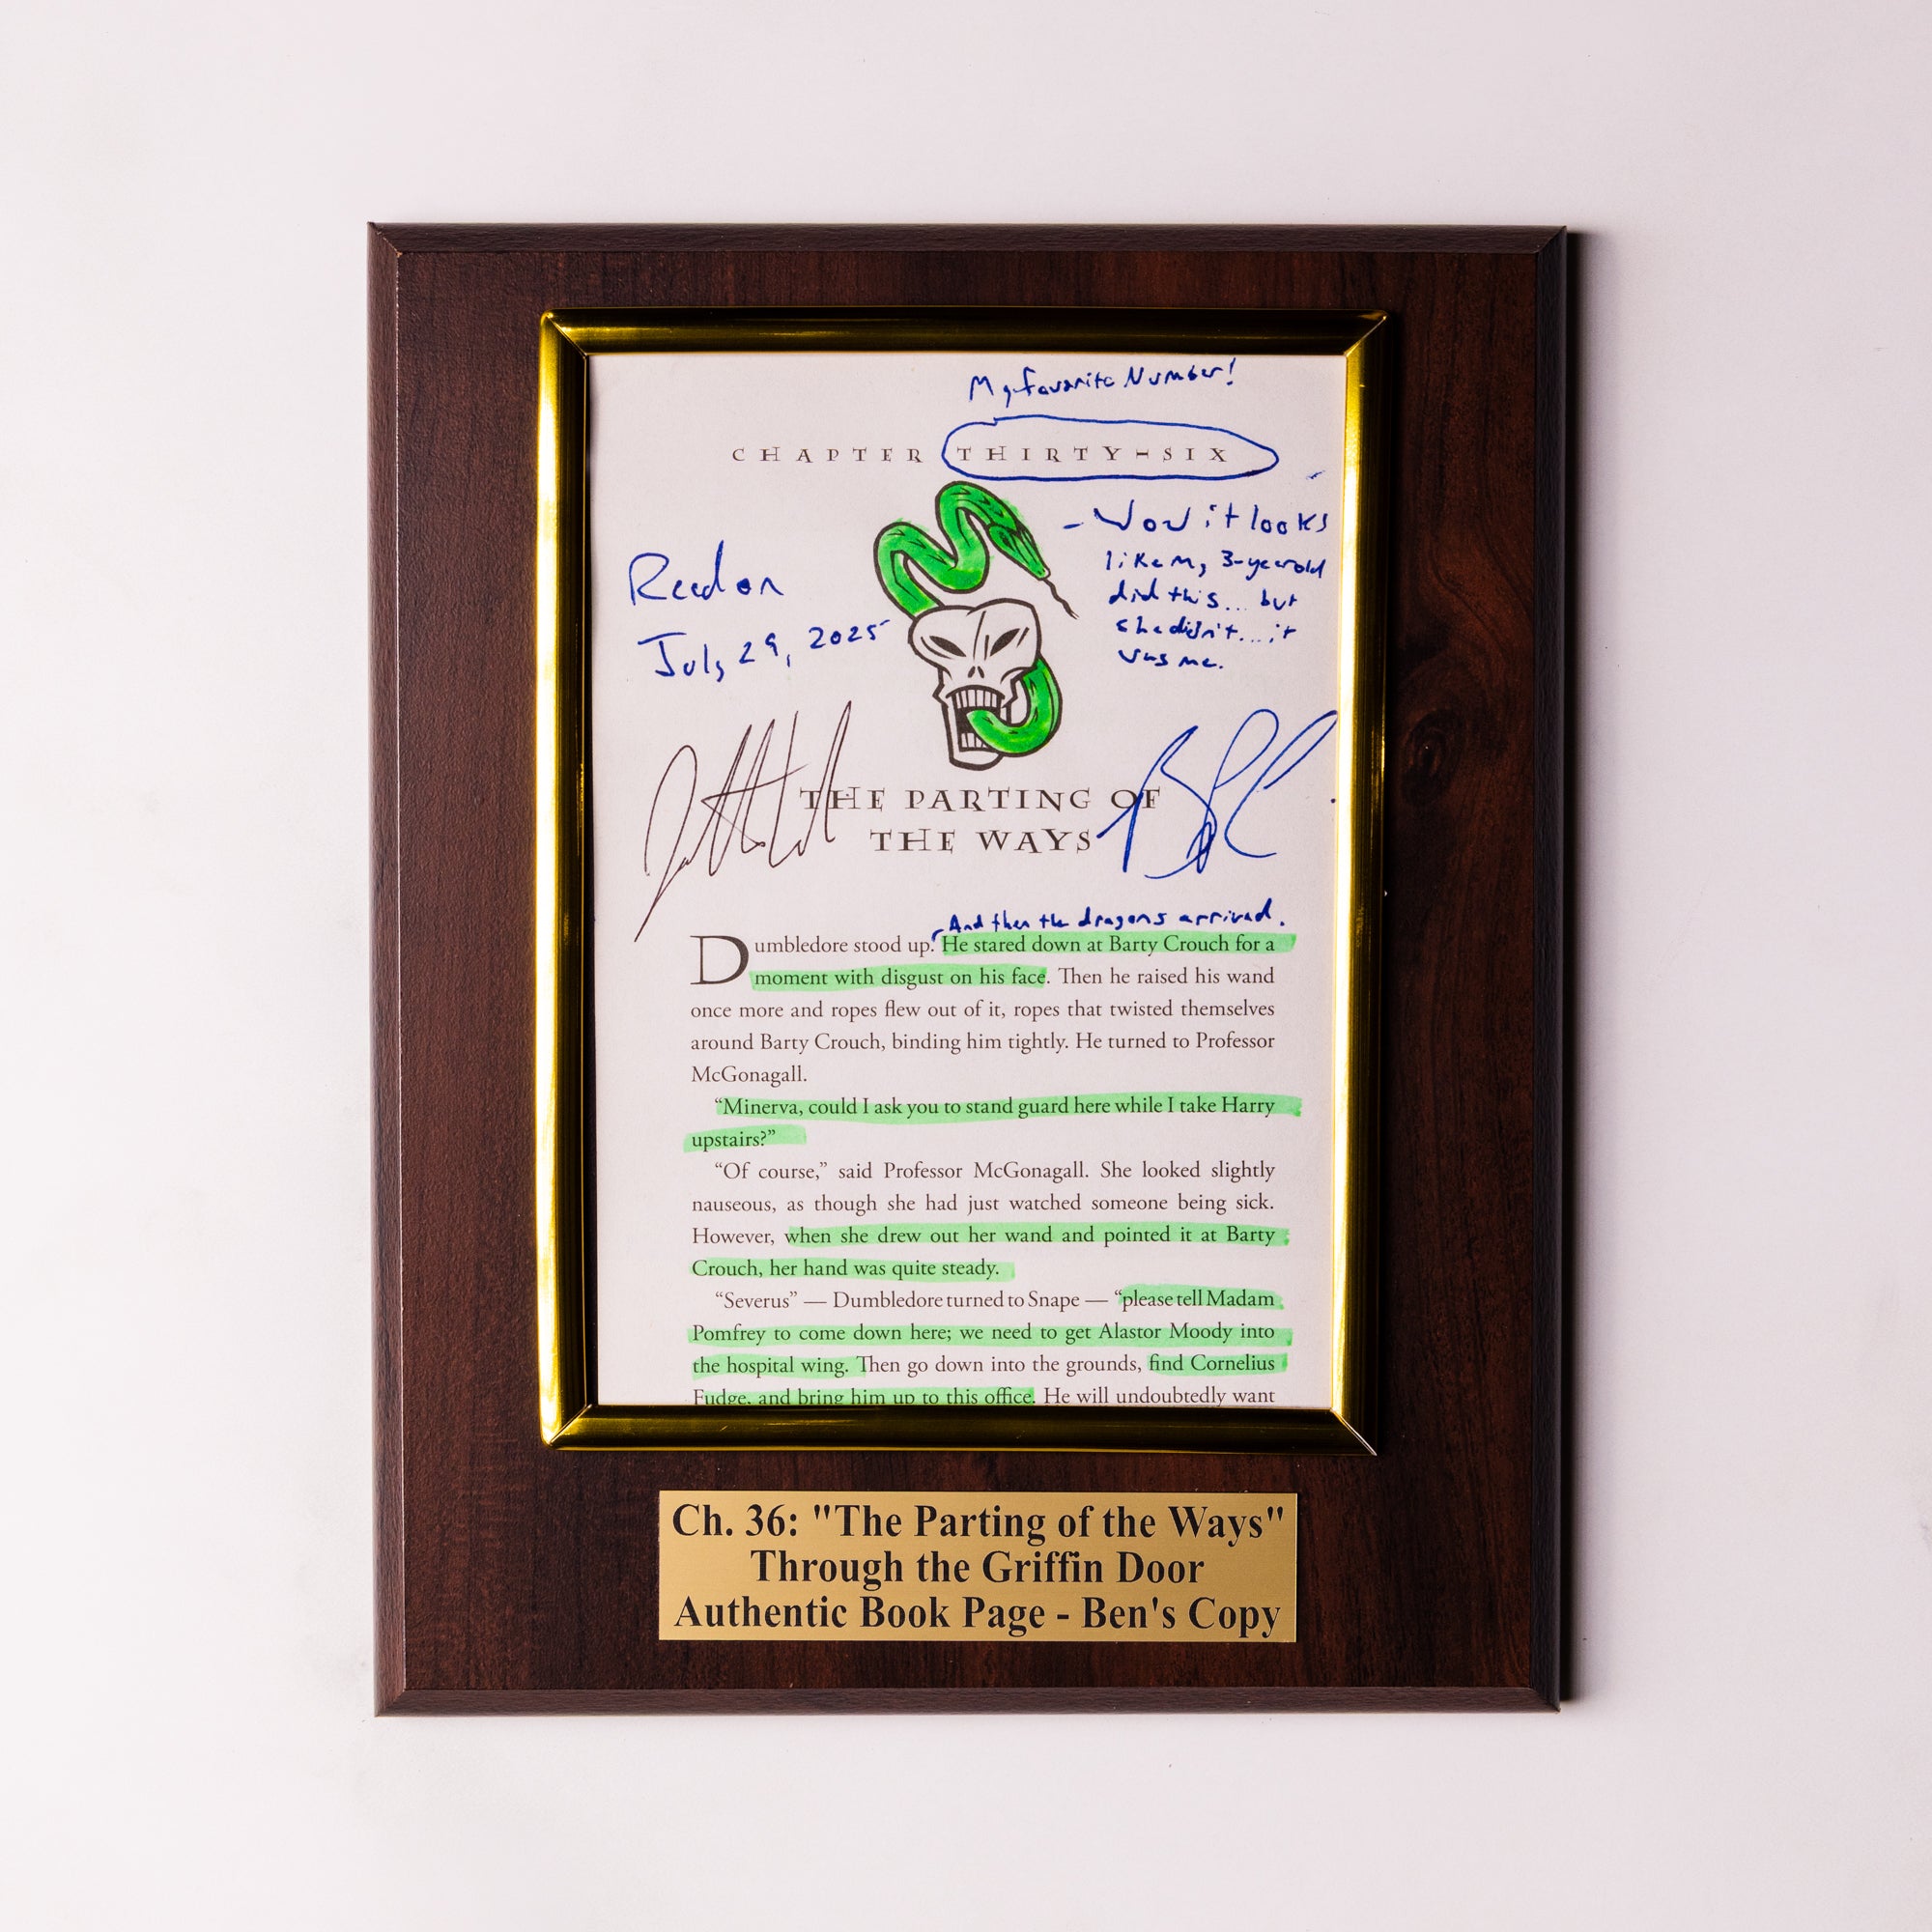 My favorite Number!
CHAPTER THIRTY-SIX
- Wow it looks
like my 3-year old
did this... but
she didn't... it
was me.
Read on
July 29, 2025
THE PARTING OF
THE WAYS
And then the dragons arrived.
Dumbledore stood up. He stared down at Barty Crouch for a
moment with disgust on his face. Then he raised his wand
once more and ropes flew out of it, ropes that twisted themselves
around Barty Crouch, binding him tightly. He turned to Professor
McGonagall.
“Minerva, could I ask you to stand guard here while I take Harry
upstairs?”
“Of course,” said Professor McGonagall. She looked slightly
nauseous, as though she had just watched someone being sick.
However, when she drew out her wand and pointed it at Barty
Crouch, her hand was quite steady.
“Severus” — Dumbledore turned to Snape — “please tell Madam
Pomfrey to come down here; we need to get Alastor Moody into
the hospital wing. Then go down into the grounds, find Cornelius
Fudge, and bring him up to this office. He will undoubtedly want
Ch. 36: "The Parting of the Ways"
Through the Griffin Door
Authentic Book Page - Ben's Copy